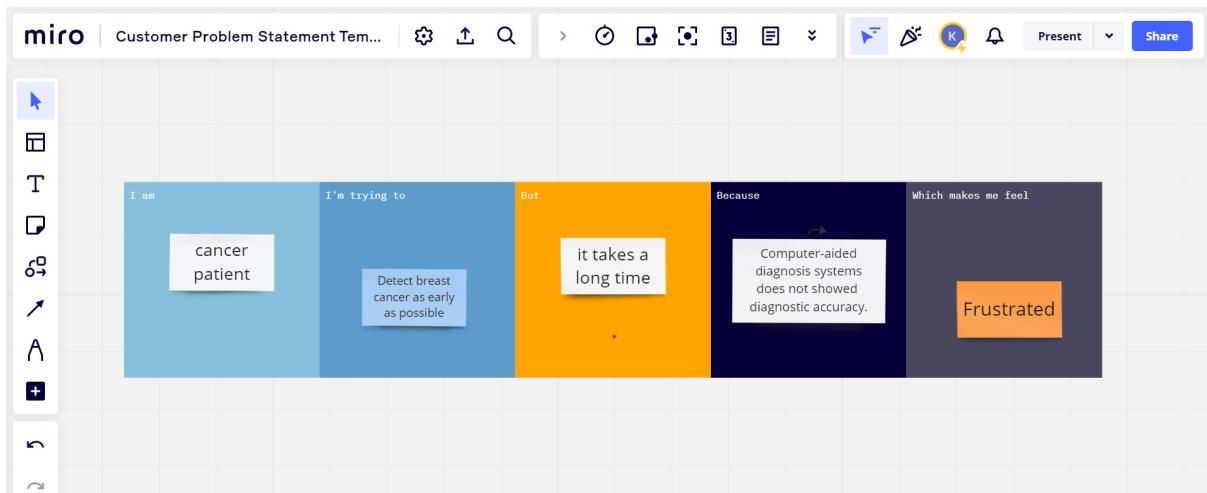 miro
Customer Problem Statement Tem...
3
K
Present
Share
I am
cancer
patient
I'm trying to
Detect breast
cancer as early
as possible
But
it takes a
long time
Because
Computer-aided
diagnosis systems
does not showed
diagnostic accuracy.
Which makes me feel
Frustrated